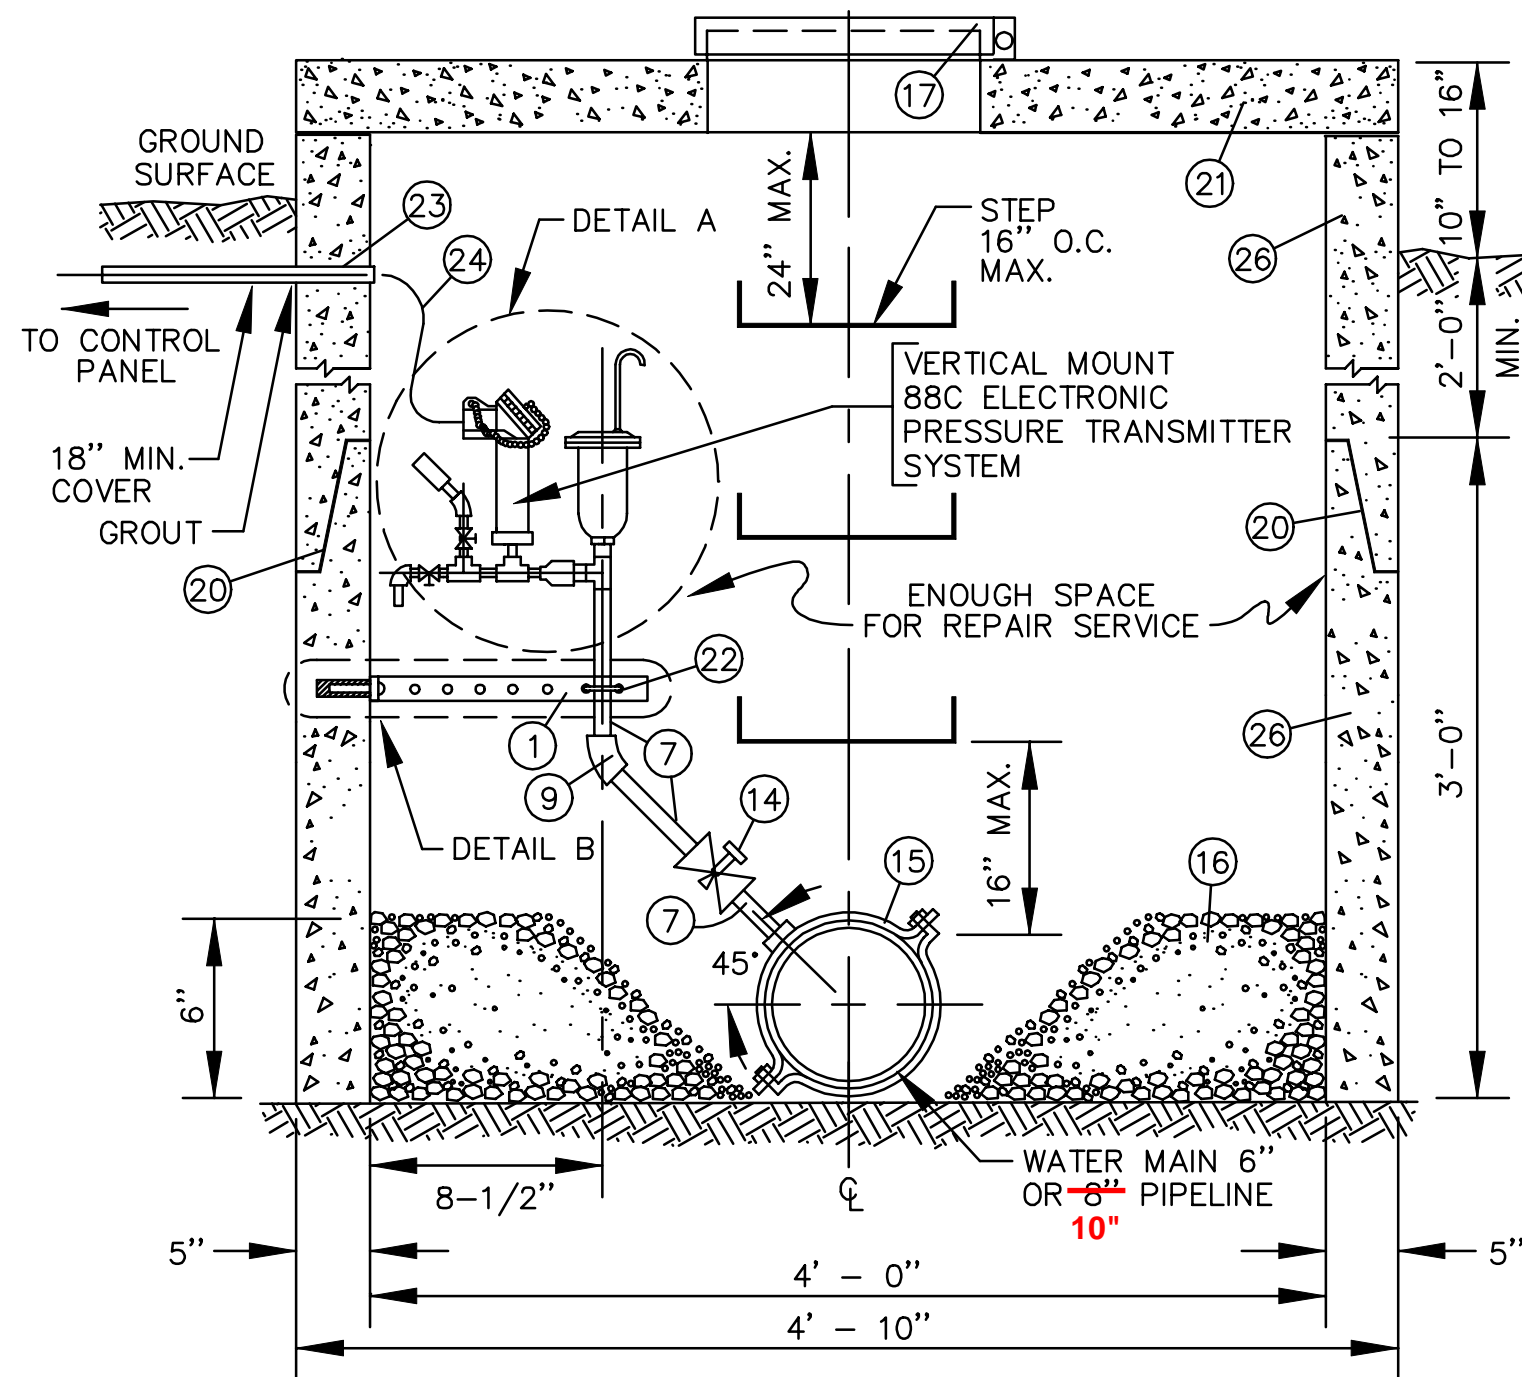 17
GROUND
SURFACE
23
24
DETAIL A
24" MAX.
STEP
16" O.C.
MAX.
21
26
10" TO 16"
2'-0"
MIN.
TO CONTROL
PANEL
VERTICAL MOUNT
88C ELECTRONIC
PRESSURE TRANSMITTER
SYSTEM
18" MIN.
COVER
GROUT
20
20
ENOUGH SPACE
FOR REPAIR SERVICE
22
1
7
9
14
26
3'-0"
DETAIL B
16" MAX.
15
16
7
45°
6"
WATER MAIN 6"
OR 8" PIPELINE
10"
8-1/2"
℄
5"
5"
4' - 0"
4' - 10"